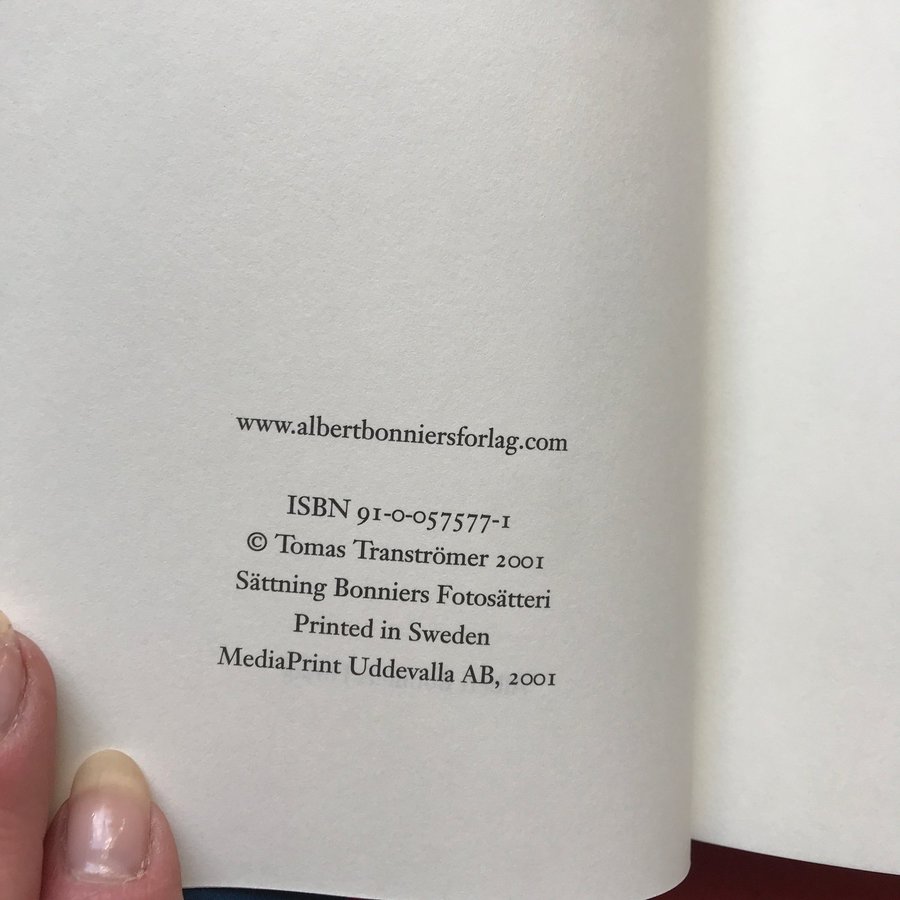 www.albertbonniersforlag.com
ISBN 91-0-057577-1
© Tomas Tranströmer 2001
Sättning Bonniers Fotosätteri
Printed in Sweden
MediaPrint Uddevalla AB, 2001